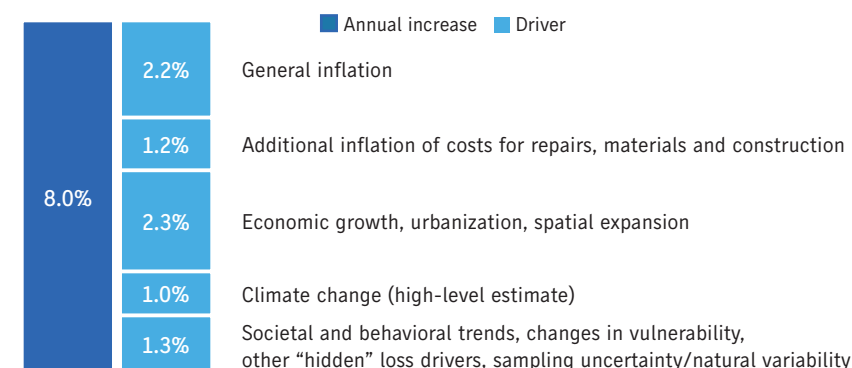 Annual increase Driver
2.2% General inflation
1.2% Additional inflation of costs for repairs, materials and construction
8.0%
2.3% Economic growth, urbanization, spatial expansion
1.0% Climate change (high-level estimate)
1.3% Societal and behavioral trends, changes in vulnerability,
other “hidden” loss drivers, sampling uncertainty/natural variability